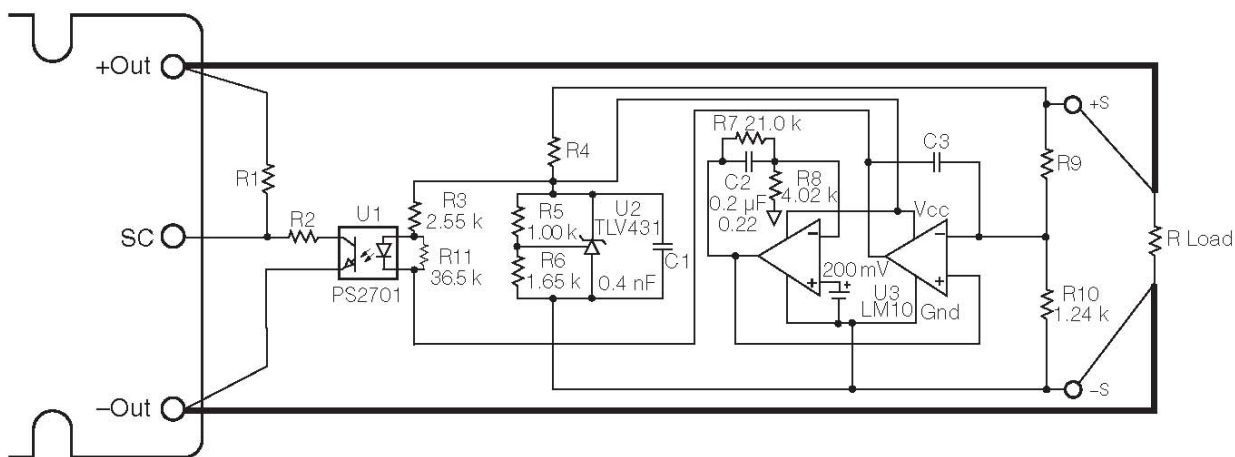 +Out
R1
SC
R2
U1
PS2701
–Out
R3
2.55 k
R11
36.5 k
R4
R5
1.00 k
R6
1.65 k
U2
TLV431
0.4 nF
C1
R7 21.0 k
C2
0.2 µF
0.22
R8
4.02 k
C3
Vcc
–
+
–
+
200 mV
+
U3
LM10
Gnd
R9
R10
1.24 k
+S
–S
R Load